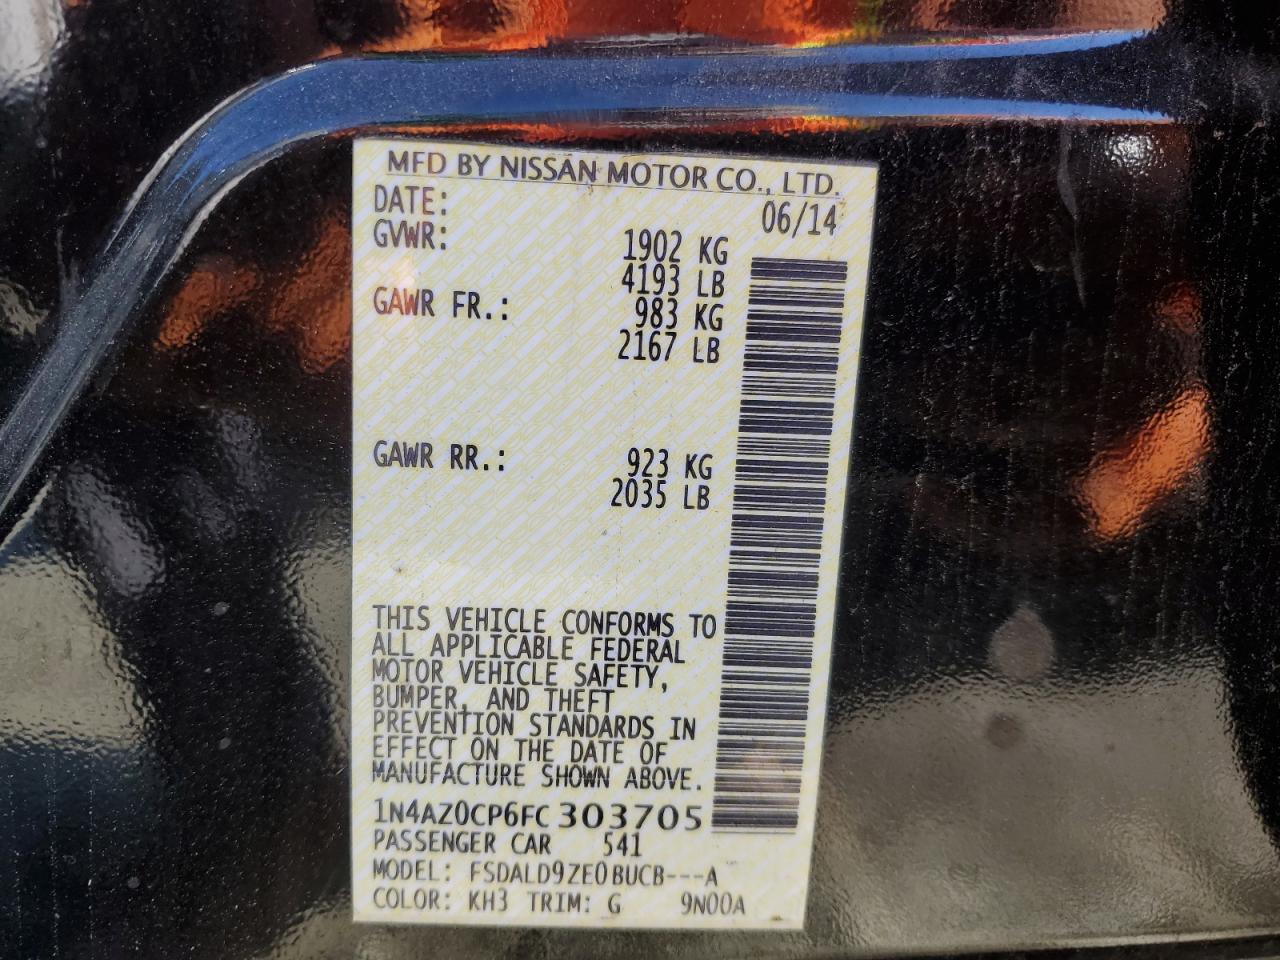 MFD BY NISSAN MOTOR CO., LTD.
DATE: 06/14
GVWR: 1902 KG
4193 LB
GAWR FR.: 983 KG
2167 LB
GAWR RR.: 923 KG
2035 LB
THIS VEHICLE CONFORMS TO
ALL APPLICABLE FEDERAL
MOTOR VEHICLE SAFETY,
BUMPER, AND THEFT
PREVENTION STANDARDS IN
EFFECT ON THE DATE OF
MANUFACTURE SHOWN ABOVE.
1N4AZ0CP6FC303705
PASSENGER CAR 541
MODEL: FSDALD9ZE0BUCB---A
COLOR: KH3 TRIM: G 9N00A